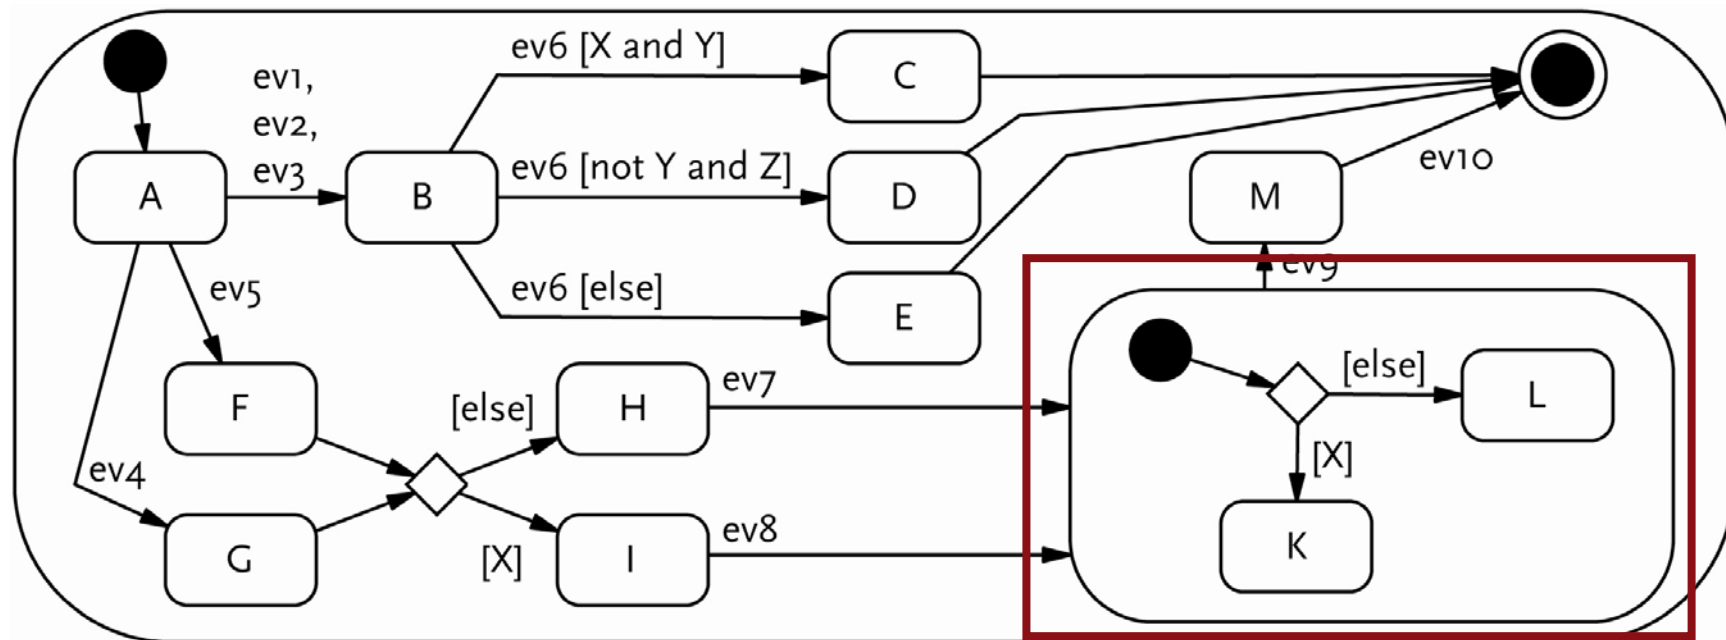 ev1,
ev2,
ev3
ev6 [X and Y]
C
A
B
ev6 [not Y and Z]
D
M
ev10
ev5
ev6 [else]
E
ev9
F
[else]
H
ev7
[else]
L
ev4
[X]
G
[X]
I
ev8
K